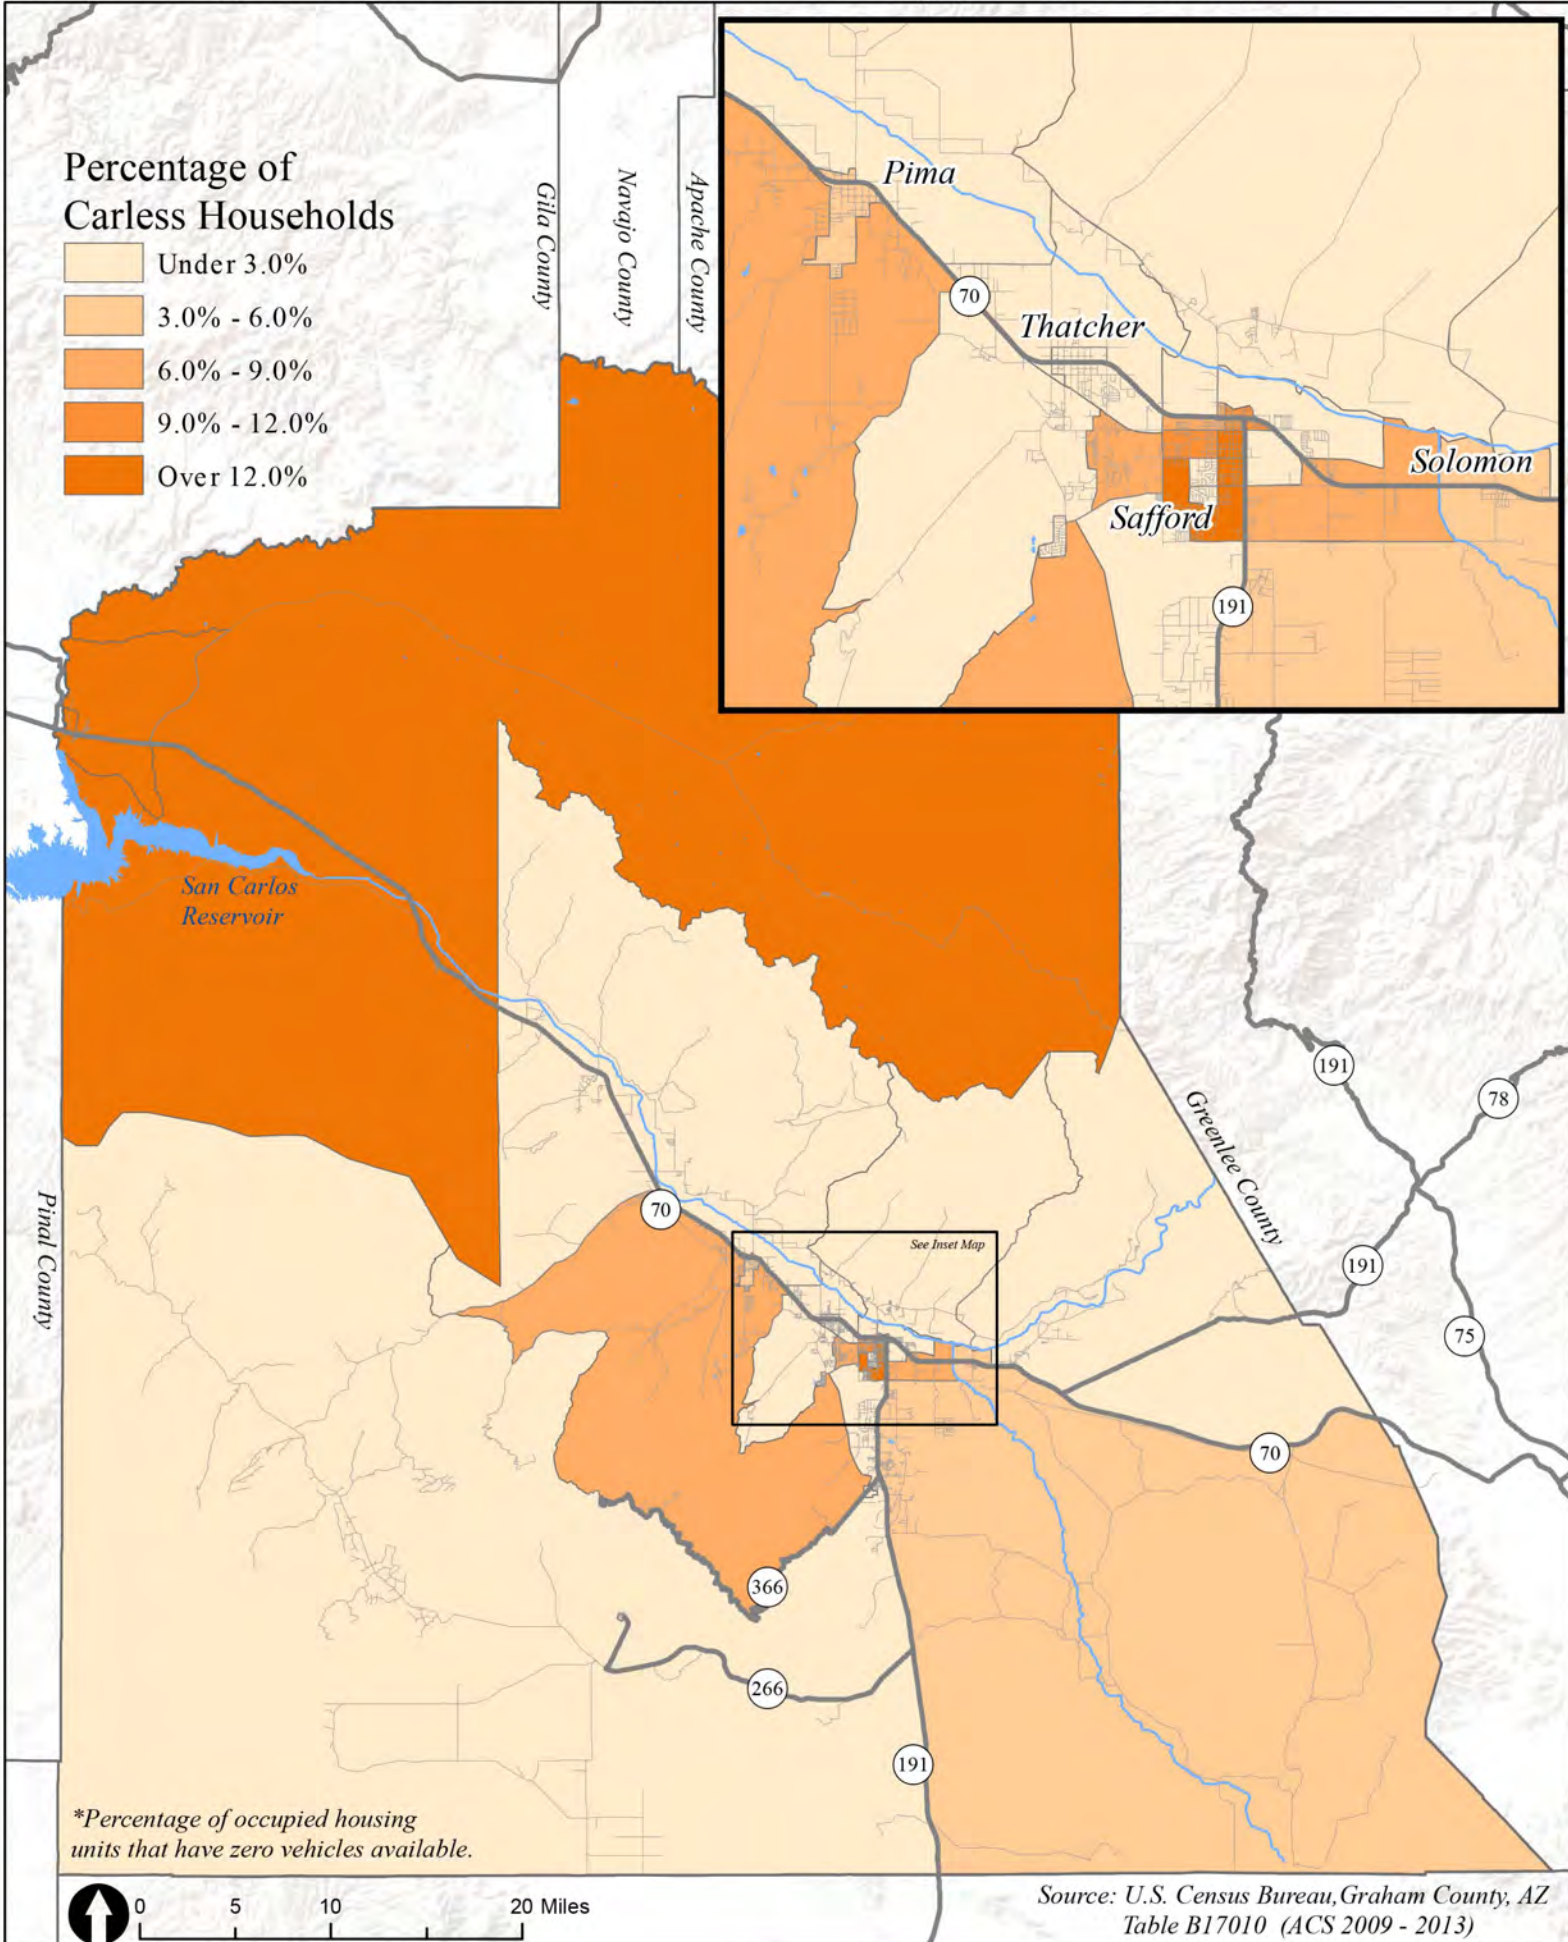 Percentage of
Carless Households
Under 3.0%
3.0% - 6.0%
6.0% - 9.0%
9.0% - 12.0%
Over 12.0%
Gila County
Navajo County
Apache County
Pima
70
Thatcher
Solomon
Safford
191
San Carlos
Reservoir
191
78
Greenlee County
Pinal County
70
See Inset Map
191
75
70
366
266
191
*Percentage of occupied housing
units that have zero vehicles available.
0 5 10 20 Miles
Source: U.S. Census Bureau, Graham County, AZ
Table B17010 (ACS 2009 - 2013)